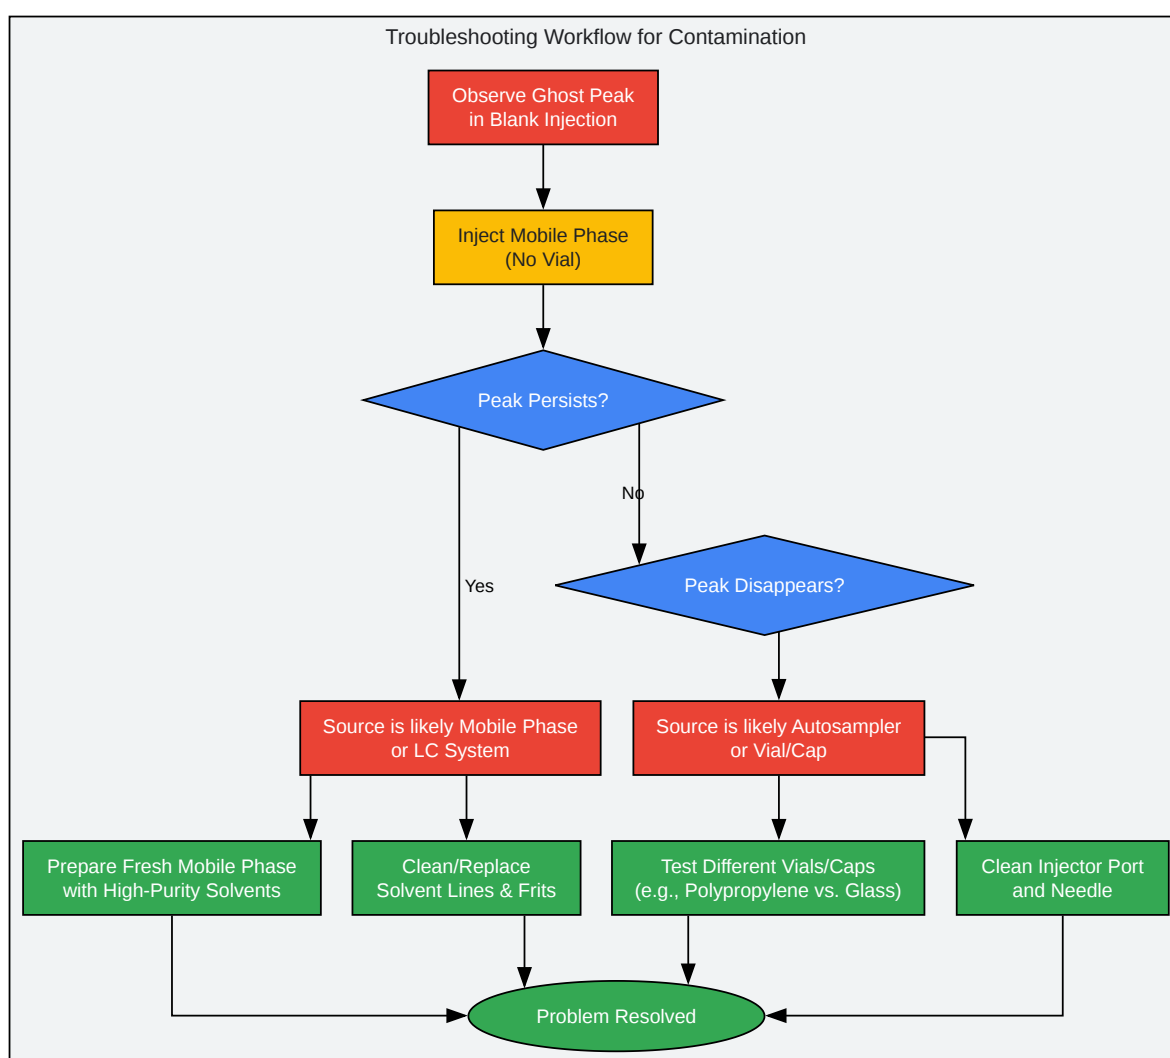 Troubleshooting Workflow for Contamination
Observe Ghost Peak
in Blank Injection
Inject Mobile Phase
(No Vial)
Peak Persists?
No
Yes
Peak Disappears?
Source is likely Mobile Phase
or LC System
Source is likely Autosampler
or Vial/Cap
Prepare Fresh Mobile Phase
with High-Purity Solvents
Clean/Replace
Solvent Lines & Frits
Test Different Vials/Caps
(e.g., Polypropylene vs. Glass)
Clean Injector Port
and Needle
Problem Resolved